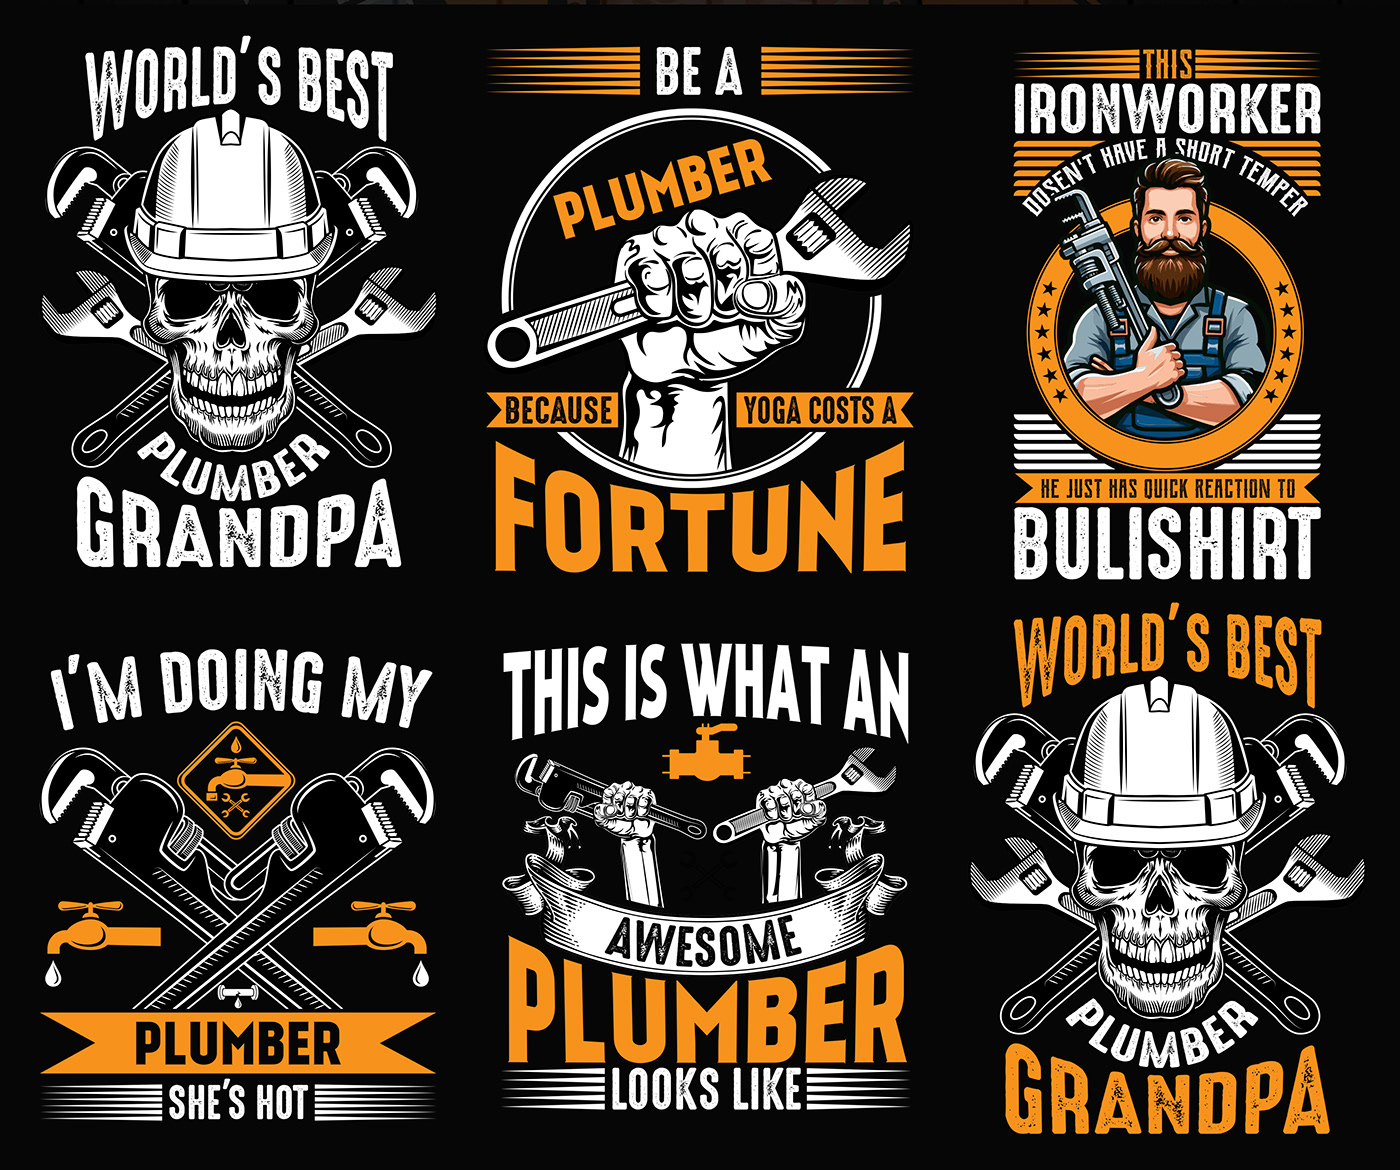 WORLD'S BEST
PLUMBER
GRANDPA
BE A
PLUMBER
BECAUSE YOGA COSTS A
FORTUNE
THIS
IRONWORKER
DOSEN'T HAVE A SHORT TEMPER
HE JUST HAS QUICK REACTION TO
BULISHIRT
I'M DOING MY
PLUMBER
SHE'S HOT
THIS IS WHAT AN
AWESOME
PLUMBER
LOOKS LIKE
WORLD'S BEST
PLUMBER
GRANDPA